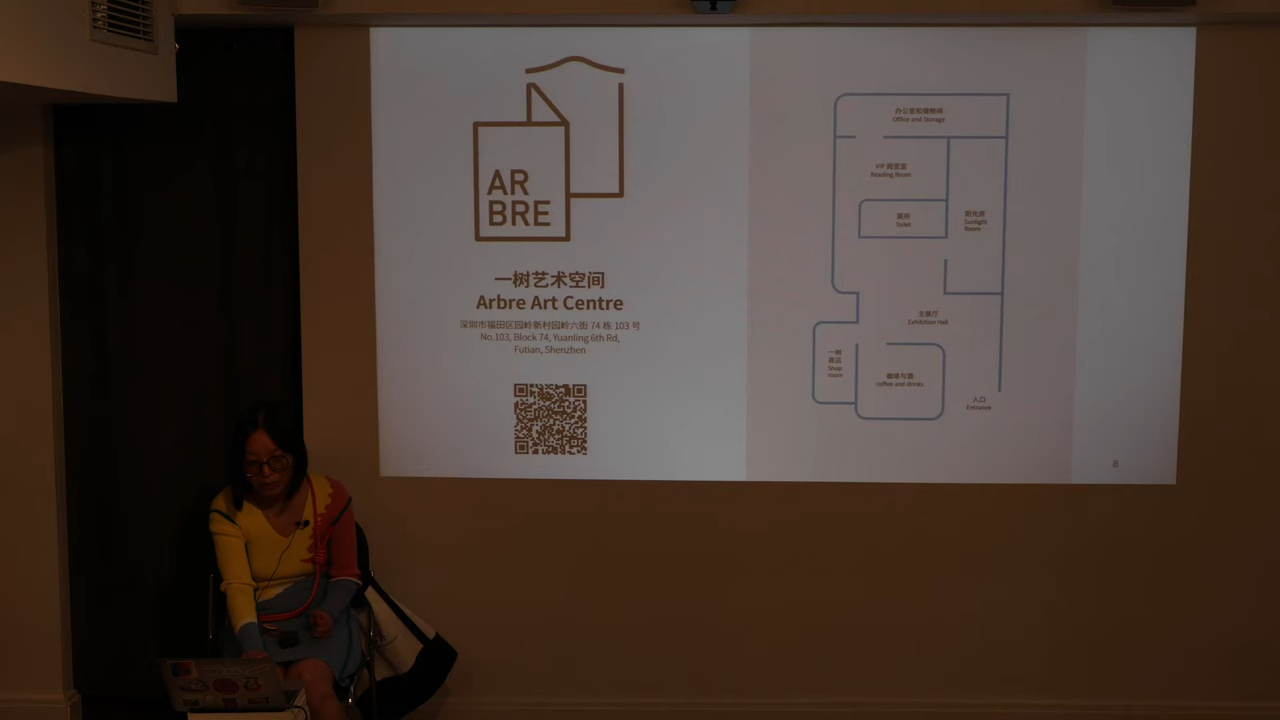 AR
BRE
一树艺术空间
Arbre Art Centre
深圳市福田区园岭新村园岭六街 74 栋 103 号
No.103, Block 74, Yuanling 6th Rd,
Futian, Shenzhen
办公室和储物间
Office and Storage
VIP 阅览室
Reading Room
厕所
Toilet
阳光房
Sunlight
Room
主展厅
Exhibition Hall
一树
商店
Shop
room
咖啡与酒
coffee and drinks
入口
Entrance
8